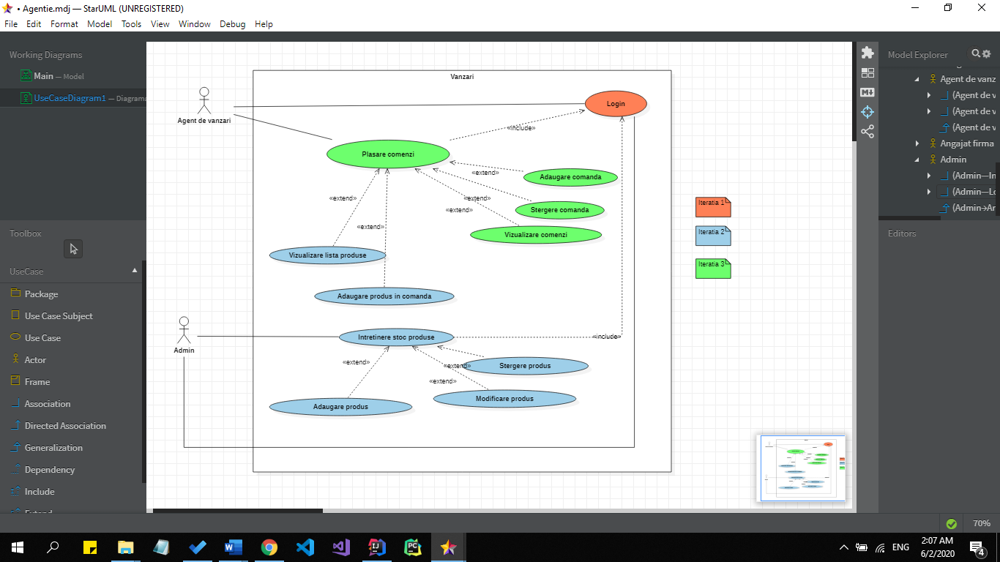 • Agentie.mdj — StarUML (UNREGISTERED)
File Edit Format Model Tools View Window Debug Help
Working Diagrams
Main — Model
UseCaseDiagram1 — Diagrams
Toolbox
UseCase
Package
Use Case Subject
Use Case
Actor
Frame
Association
Directed Association
Generalization
Dependency
Include
Extend
Vanzari
Agent de vanzari
Login
«include»
Plasare comenzi
«extend»
Adaugare comanda
«extend»
«extend»
Stergere comanda
«extend»
Vizualizare comenzi
«extend»
Vizualizare lista produse
Adaugare produs in comanda
Admin
Intretinere stoc produse
«include»
«extend»
«extend»
Stergere produs
«extend»
Modificare produs
Adaugare produs
Iteratia 1
Iteratia 2
Iteratia 3
Model Explorer
Agent de vanz
(Agent de v
(Agent de v
(Agent de v
Angajat firma
Admin
(Admin—In
(Admin—Lo
(Admin→Ar
Editors
70%
ENG
2:07 AM
6/2/2020
4